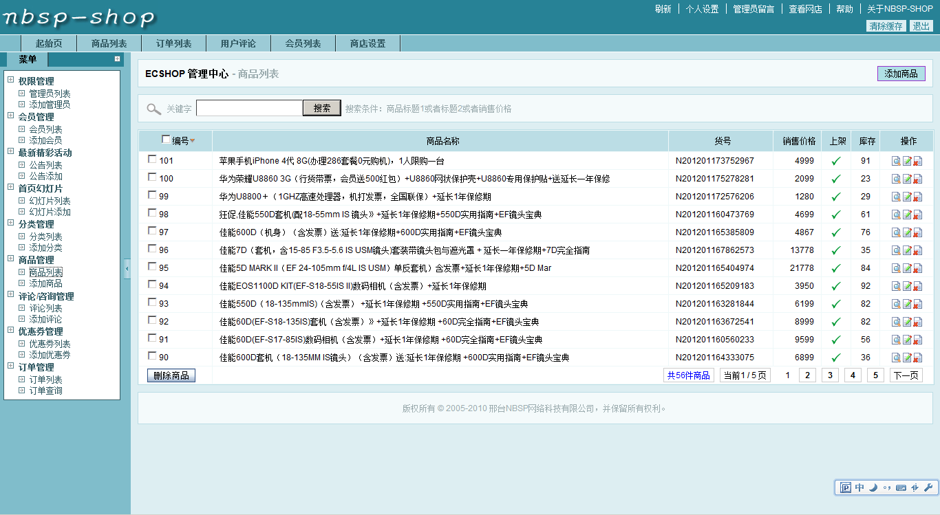 nbsp-shop
刷新 | 个人设置 | 管理员留言 | 查看网店 | 帮助 | 关于NBSP-SHOP
清除缓存 退出
起始页 商品列表 订单列表 用户评论 会员列表 商店设置
菜单
权限管理
管理员列表
添加管理员
会员管理
会员列表
添加会员
最新精彩活动
公告列表
公告添加
首页幻灯片
幻灯片列表
幻灯片添加
分类管理
分类列表
添加分类
商品管理
商品列表
添加商品
评论/咨询管理
评论列表
添加评论
优惠券管理
优惠券列表
添加优惠券
订单管理
订单列表
订单查询
ECSHOP 管理中心 - 商品列表
添加商品
关键字 搜索 搜索条件：商品标题1或者标题2或者销售价格
编号 商品名称 货号 销售价格 上架 库存 操作
101 苹果手机iPhone 4代 8G(办理286套餐0元购机)，1人限购一台 N201201173752967 4999 91
100 华为荣耀U8860 3G（行货带票，会员送500红包）+U8860网状保护壳+U8860专用保护贴+送延长一年保修 N201201175278281 2099 23
99 华为U8800＋（1GHZ高速处理器，机打发票，全国联保）+延长1年保修期 N201201172576206 1280 29
98 狂促.佳能550D套机(配18-55mm IS 镜头》+延长1年保修期+550D实用指南+EF镜头宝典 N201201160473769 4699 61
97 佳能600D（机身）（含发票）送:延长1年保修期+600D实用指南+EF镜头宝典 N201201165385809 4867 76
96 佳能7D（套机，含15-85 F3.5-5.6 IS USM镜头)套装带镜头包与遮光罩 + 延长一年保修期+7D完全指南 N201201167862573 13778 35
95 佳能5D MARK II（EF 24-105mm f/4L IS USM）单反套机）含发票+延长1年保修期+5D Mar N201201165404974 21778 84
94 佳能EOS1100D KIT(EF-S18-55IS II)数码相机（含发票）+延长1年保修期 N201201165209183 3950 92
93 佳能550D（18-135mmIS)（含发票） +延长1年保修期 +550D实用指南+EF镜头宝典 N201201163281844 6199 82
92 佳能60D(EF-S18-135IS)套机（含发票）》+延长1年保修期 +60D完全指南+EF镜头宝典 N201201163672541 8999 82
91 佳能60D(EF-S17-85IS)数码相机（含发票）+延长1年保修期 +60D完全指南+EF镜头宝典 N201201160560233 9599 56
90 佳能600D套机（18-135MM IS镜头）（含发票）送:延长1年保修期 +600D实用指南+EF镜头宝典 N201201164333075 6899 36
删除商品 共56件商品 当前1 / 5 页 1 2 3 4 5 下一页
版权所有 © 2005-2010 邢台NBSP网络科技有限公司，并保留所有权利。
中